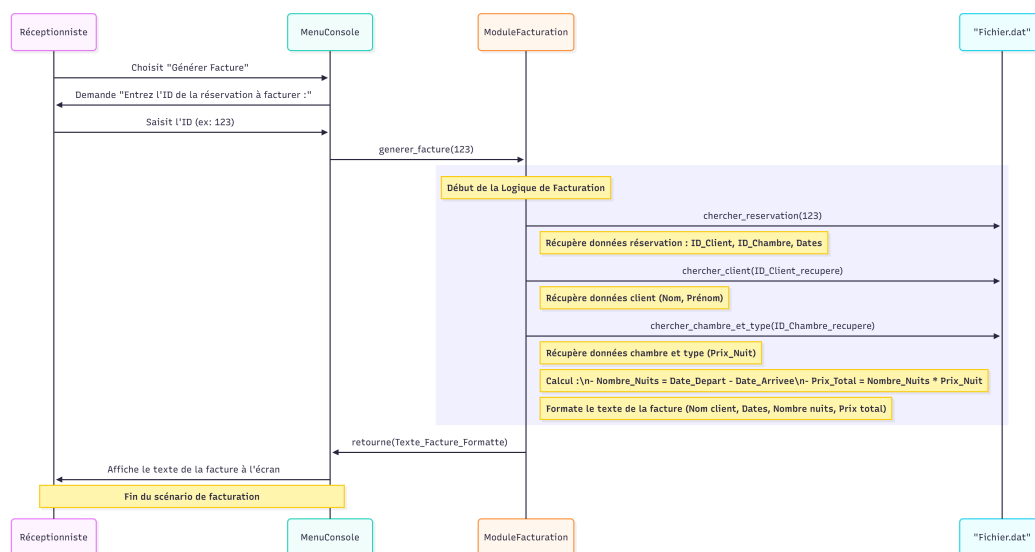 Réceptionniste
MenuConsole
ModuleFacturation
"Fichier.dat"
Choisit "Générer Facture"
Demande "Entrez l'ID de la réservation à facturer :"
Saisit l'ID (ex: 123)
generer_facture(123)
Début de la Logique de Facturation
chercher_reservation(123)
Récupère données réservation : ID_Client, ID_Chambre, Dates
chercher_client(ID_Client_recupere)
Récupère données client (Nom, Prénom)
chercher_chambre_et_type(ID_Chambre_recupere)
Récupère données chambre et type (Prix_Nuit)
Calcul :\n- Nombre_Nuits = Date_Depart - Date_Arrivee\n- Prix_Total = Nombre_Nuits * Prix_Nuit
Formate le texte de la facture (Nom client, Dates, Nombre nuits, Prix total)
retourne(Texte_Facture_Formatte)
Affiche le texte de la facture à l'écran
Fin du scénario de facturation
Réceptionniste
MenuConsole
ModuleFacturation
"Fichier.dat"